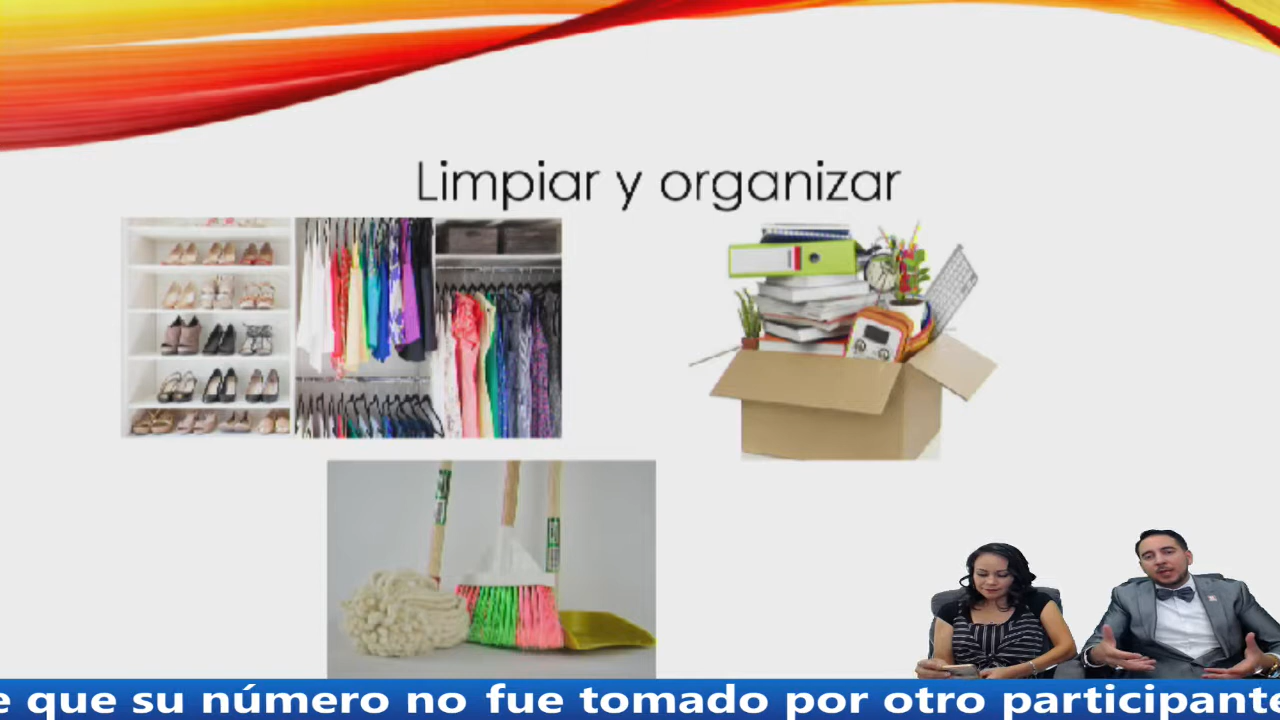 Limpiar y organizar
e que su número no fue tomado por otro participante